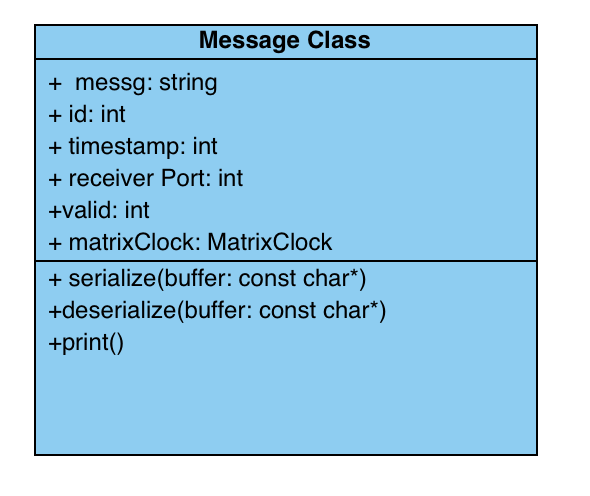 Message Class
+ messg: string
+ id: int
+ timestamp: int
+ receiver Port: int
+valid: int
+ matrixClock: MatrixClock
+ serialize(buffer: const char*)
+deserialize(buffer: const char*)
+print()